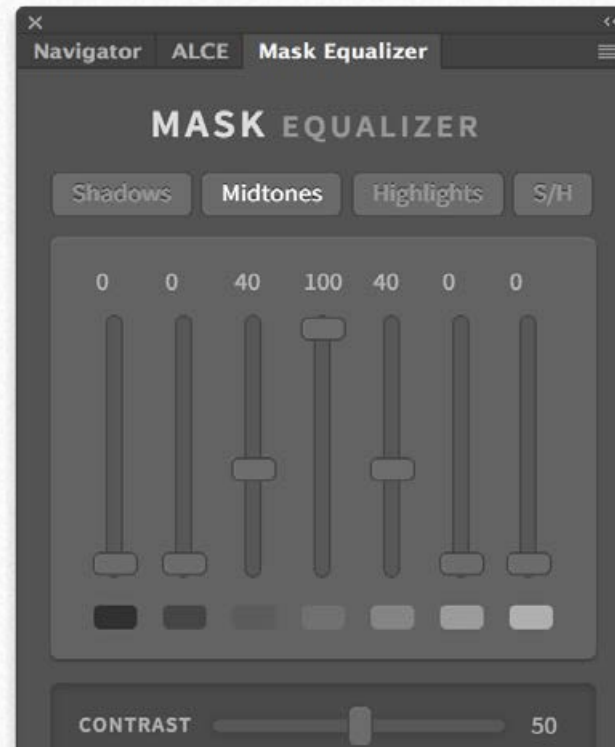 Navigator ALCE Mask Equalizer
MASK EQUALIZER
Shadows Midtones Highlights S/H
0 0 40 100 40 0 0
CONTRAST 50